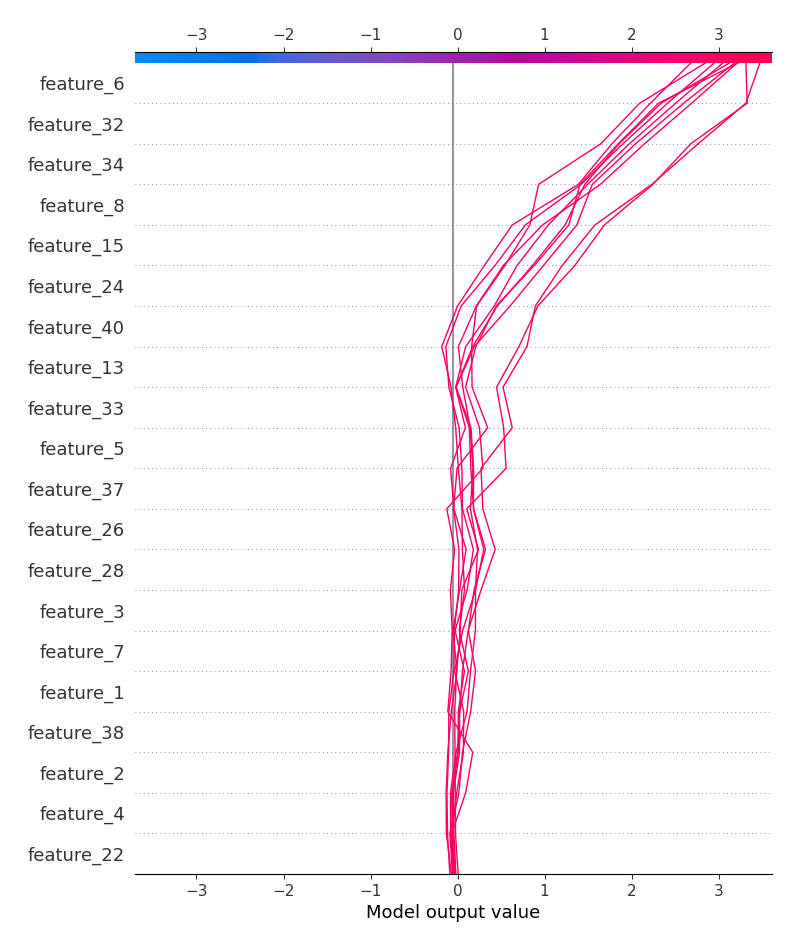 −3 −2 −1 0 1 2 3
feature_6
feature_32
feature_34
feature_8
feature_15
feature_24
feature_40
feature_13
feature_33
feature_5
feature_37
feature_26
feature_28
feature_3
feature_7
feature_1
feature_38
feature_2
feature_4
feature_22
−3 −2 −1 0 1 2 3
Model output value